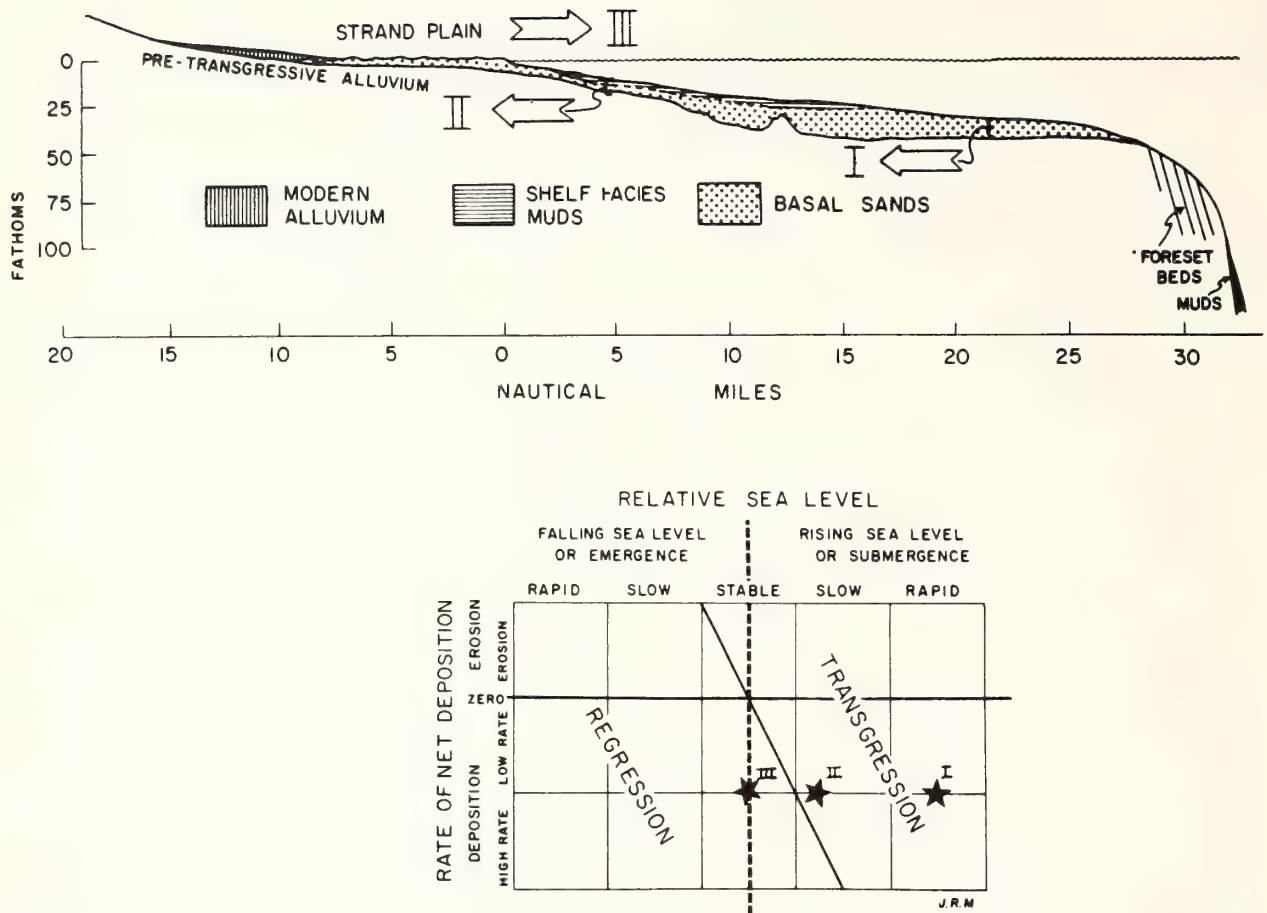 STRAND PLAIN III
0
PRE-TRANSGRESSIVE ALLUVIUM
25
II
50
I
75
100
FATHOMS
MODERN
ALLUVIUM
SHELF FACIES
MUDS
BASAL SANDS
FORESET
BEDS
MUDS
20 15 10 5 0 5 10 15 20 25 30
NAUTICAL MILES
RELATIVE SEA LEVEL
FALLING SEA LEVEL
OR EMERGENCE
RISING SEA LEVEL
OR SUBMERGENCE
RAPID SLOW STABLE SLOW RAPID
RATE OF NET DEPOSITION
EROSION
EROSION
ZERO
DEPOSITION
LOW RATE
HIGH RATE
REGRESSION
TRANSGRESSION
III II I
J.R.M